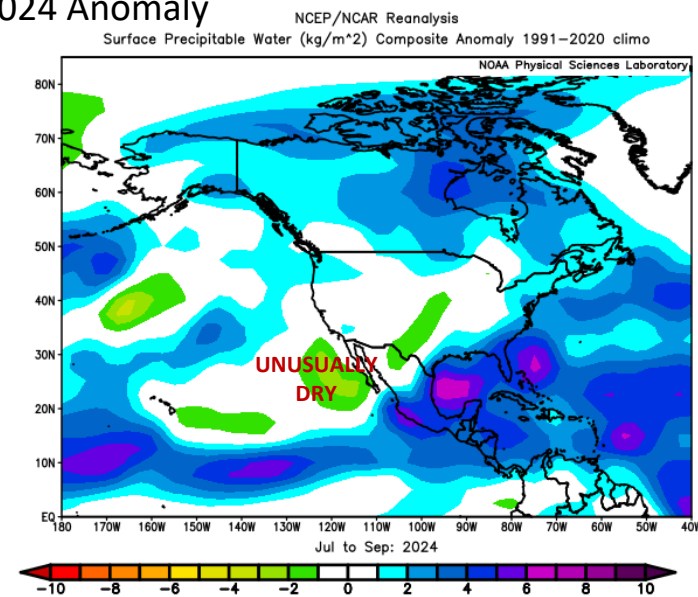 024 Anomaly
NCEP/NCAR Reanalysis
Surface Precipitable Water (kg/m^2) Composite Anomaly 1991-2020 climo
NOAA Physical Sciences Laboratory
80N
70N
60N
50N
40N
30N
20N
10N
EQ
UNUSUALLY
DRY
180 170W 160W 150W 140W 130W 120W 110W 100W 90W 80W 70W 60W 50W 40W
Jul to Sep: 2024
-10 -8 -6 -4 -2 0 2 4 6 8 10